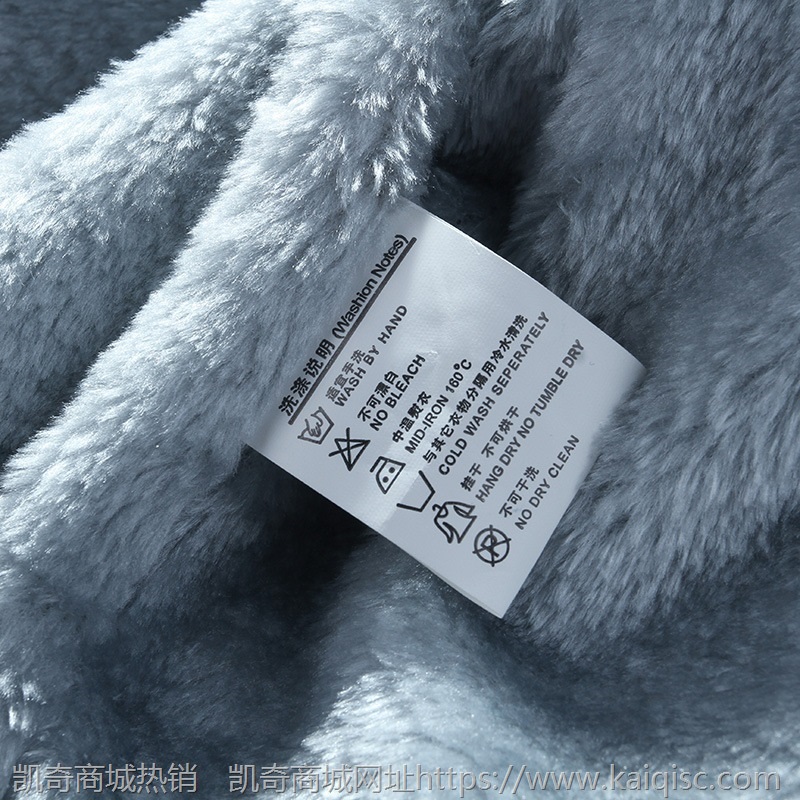 洗涤说明 (Washion Notes)
适宜手洗
WASH BY HAND
不可漂白
NO BLEACH
中温熨衣
MID-IRON 160°C
与其它衣物分隔用冷水清洗
COLD WASH SEPERATELY
挂干 不可烘干
HANG DRY NO TUMBLE DRY
不可干洗
NO DRY CLEAN
凯奇商城热销 凯奇商城网址https://www.kaiqisc.com